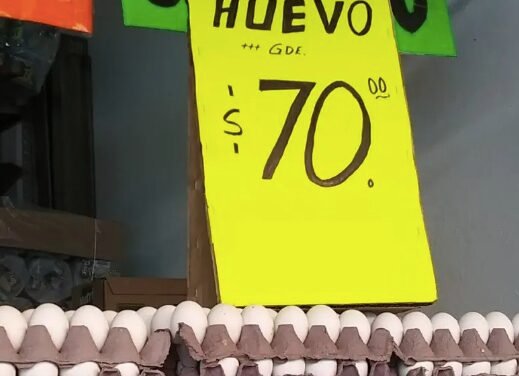 HUEVO
+++ GDE.
$ 70.00